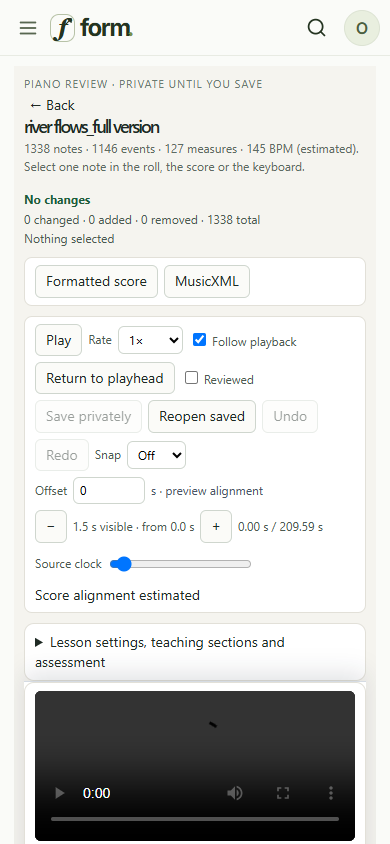 form
PIANO REVIEW · PRIVATE UNTIL YOU SAVE
← Back
river flows_full version
1338 notes · 1146 events · 127 measures · 145 BPM (estimated).
Select one note in the roll, the score or the keyboard.
No changes
0 changed · 0 added · 0 removed · 1338 total
Nothing selected
Formatted score MusicXML
Play Rate 1× Follow playback
Return to playhead Reviewed
Save privately Reopen saved Undo
Redo Snap Off
Offset 0 s · preview alignment
− 1.5 s visible · from 0.0 s + 0.00 s / 209.59 s
Source clock
Score alignment estimated
▶ Lesson settings, teaching sections and
assessment
0:00
O